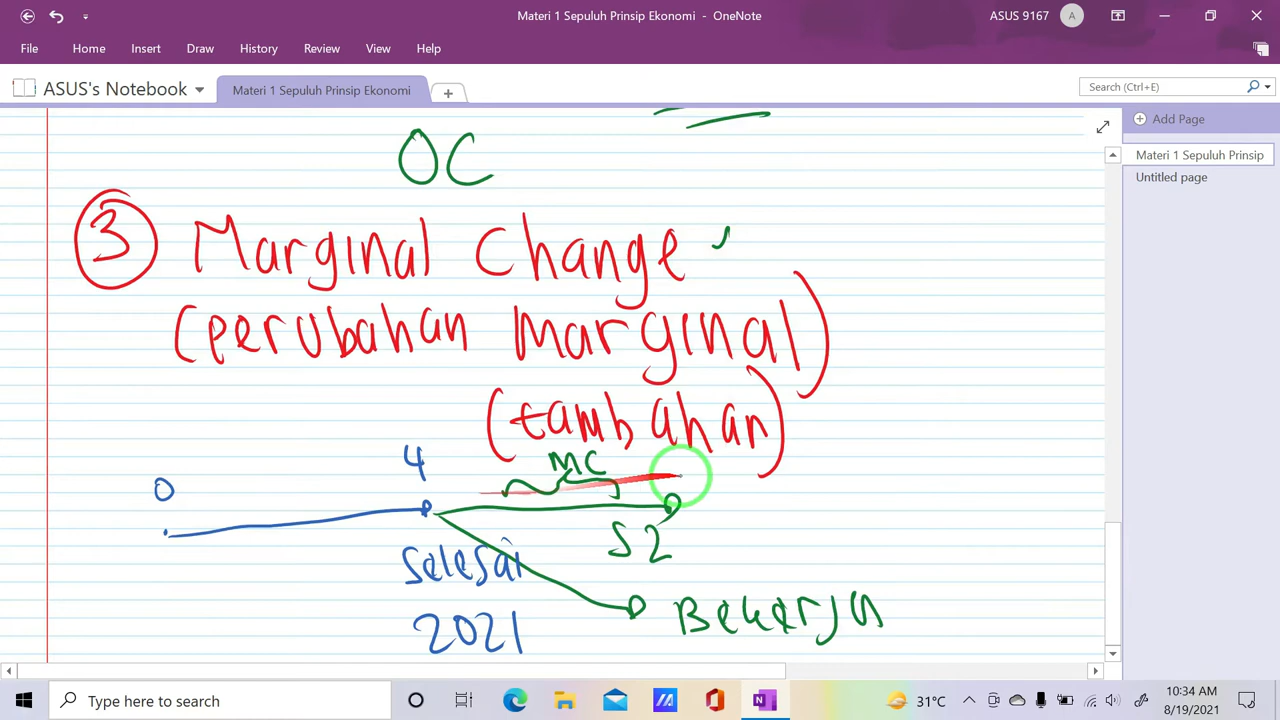 Materi 1 Sepuluh Prinsip Ekonomi - OneNote
ASUS 9167
A
File Home Insert Draw History Review View Help
ASUS's Notebook
Materi 1 Sepuluh Prinsip Ekonomi
Search (Ctrl+E)
Add Page
Materi 1 Sepuluh Prinsip
Untitled page
OC
3 Marginal Change
(perubahan Marginal)
(tambahan)
0
4
MC
S2
Selesai
2021
Bekerja
Type here to search
31°C
10:34 AM
8/19/2021